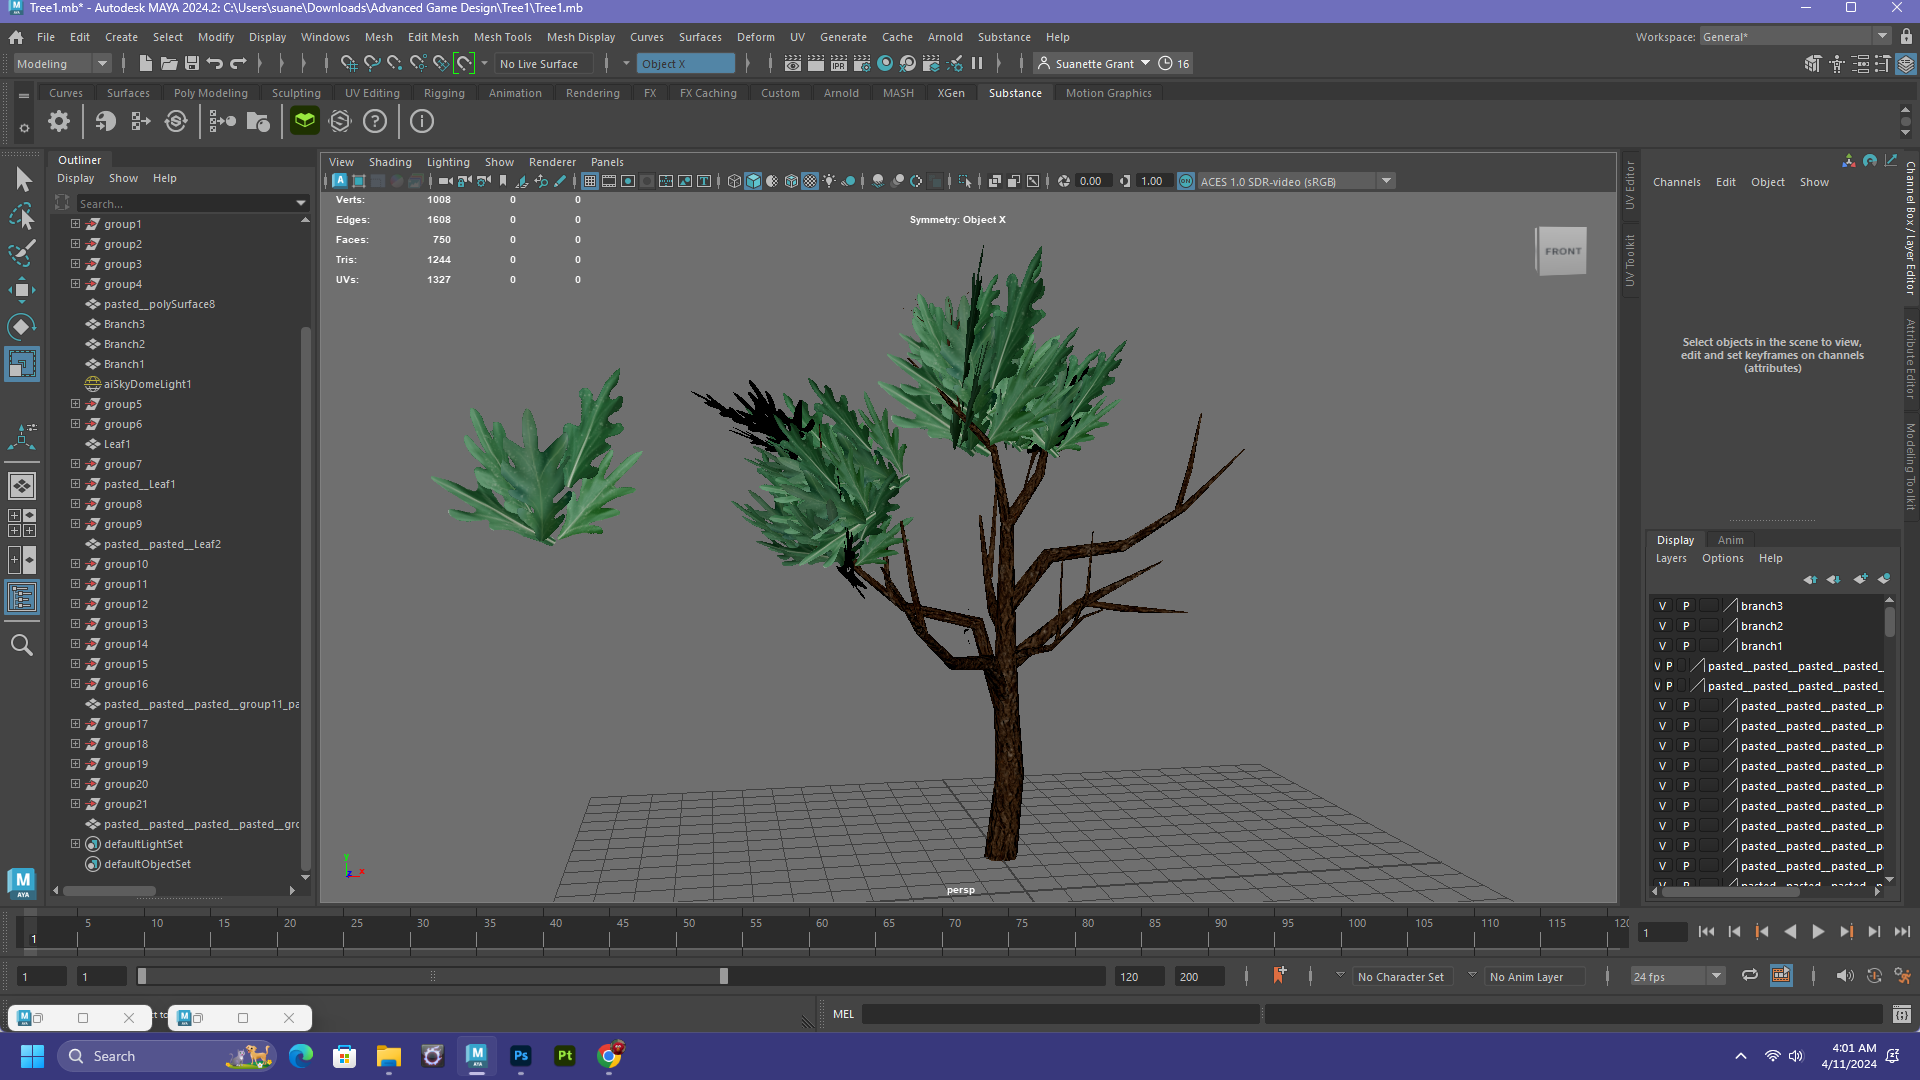 Tree1.mb* - Autodesk MAYA 2024.2: C:\Users\suane\Downloads\Advanced Game Design\Tree1\Tree1.mb
File Edit Create Select Modify Display Windows Mesh Edit Mesh Mesh Tools Mesh Display Curves Surfaces Deform UV Generate Cache Arnold Substance Help
Workspace: General*
Modeling No Live Surface Object X IPR Suanette Grant 16
Curves Surfaces Poly Modeling Sculpting UV Editing Rigging Animation Rendering FX FX Caching Custom Arnold MASH XGen Substance Motion Graphics
Outliner
Display Show Help
Search...
group1
group2
group3
group4
pasted__polySurface8
Branch3
Branch2
Branch1
aiSkyDomeLight1
group5
group6
Leaf1
group7
pasted__Leaf1
group8
group9
pasted__pasted__Leaf2
group10
group11
group12
group13
group14
group15
group16
pasted__pasted__pasted__group11_pa
group17
group18
group19
group20
group21
pasted__pasted__pasted__pasted__grc
defaultLightSet
defaultObjectSet
View Shading Lighting Show Renderer Panels
0.00 1.00 ON ACES 1.0 SDR-video (sRGB)
Verts: 1008 0 0
Edges: 1608 0 0
Faces: 750 0 0
Tris: 1244 0 0
UVs: 1327 0 0
Symmetry: Object X
FRONT
y
x
persp
UV Editor
UV Toolkit
Channels Edit Object Show
Select objects in the scene to view,
edit and set keyframes on channels
(attributes)
Channel Box / Layer Editor
Attribute Editor
Modeling Toolkit
Display Anim
Layers Options Help
V P branch3
V P branch2
V P branch1
V P pasted__pasted__pasted__pasted_
V P pasted__pasted__pasted__pasted_
V P pasted__pasted__pasted__p
V P pasted__pasted__pasted__p
V P pasted__pasted__pasted__p
V P pasted__pasted__pasted__p
V P pasted__pasted__pasted__p
V P pasted__pasted__pasted__p
V P pasted__pasted__pasted__p
V P pasted__pasted__pasted__p
V P pasted__pasted__pasted__p
M
AYA
5 10 15 20 25 30 35 40 45 50 55 60 65 70 75 80 85 90 95 100 105 110 115 120
1
1
1 1 120 200 No Character Set No Anim Layer 24 fps
MEL
Search
Ps
Pt
4:01 AM
4/11/2024